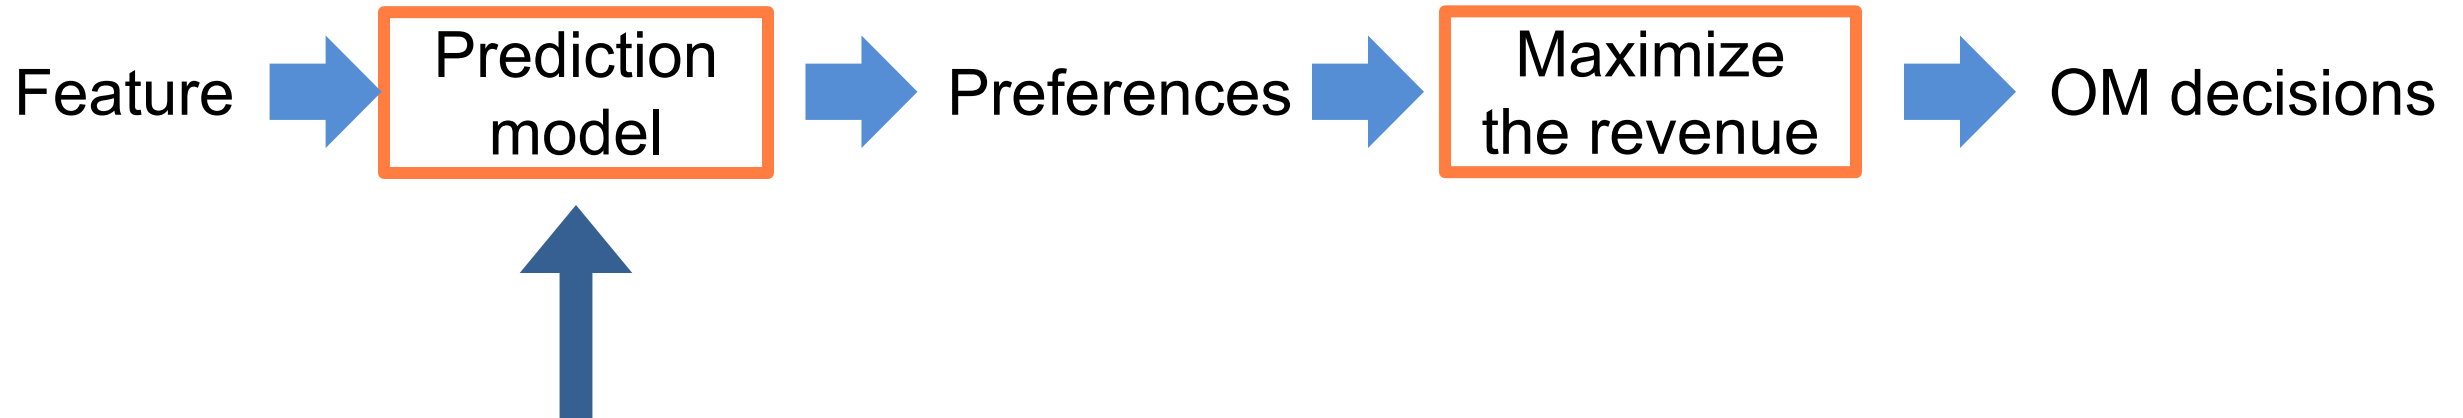 Feature
Prediction
model
Preferences
Maximize
the revenue
OM decisions